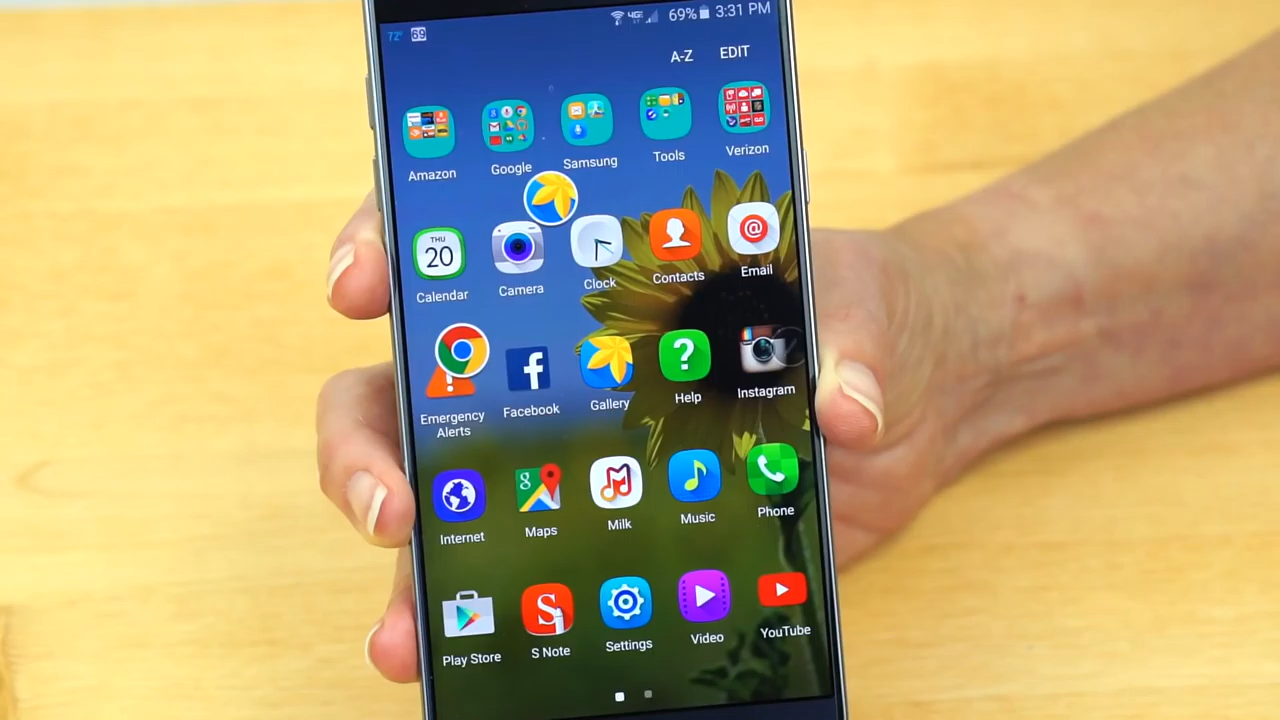 72° 69 4G 69% 3:31 PM
A-Z EDIT
Amazon Google Samsung Tools Verizon
THU
20
Calendar Camera Clock Contacts Email
Emergency
Alerts Facebook Gallery Help Instagram
Internet Maps Milk Music Phone
Play Store S Note Settings Video YouTube